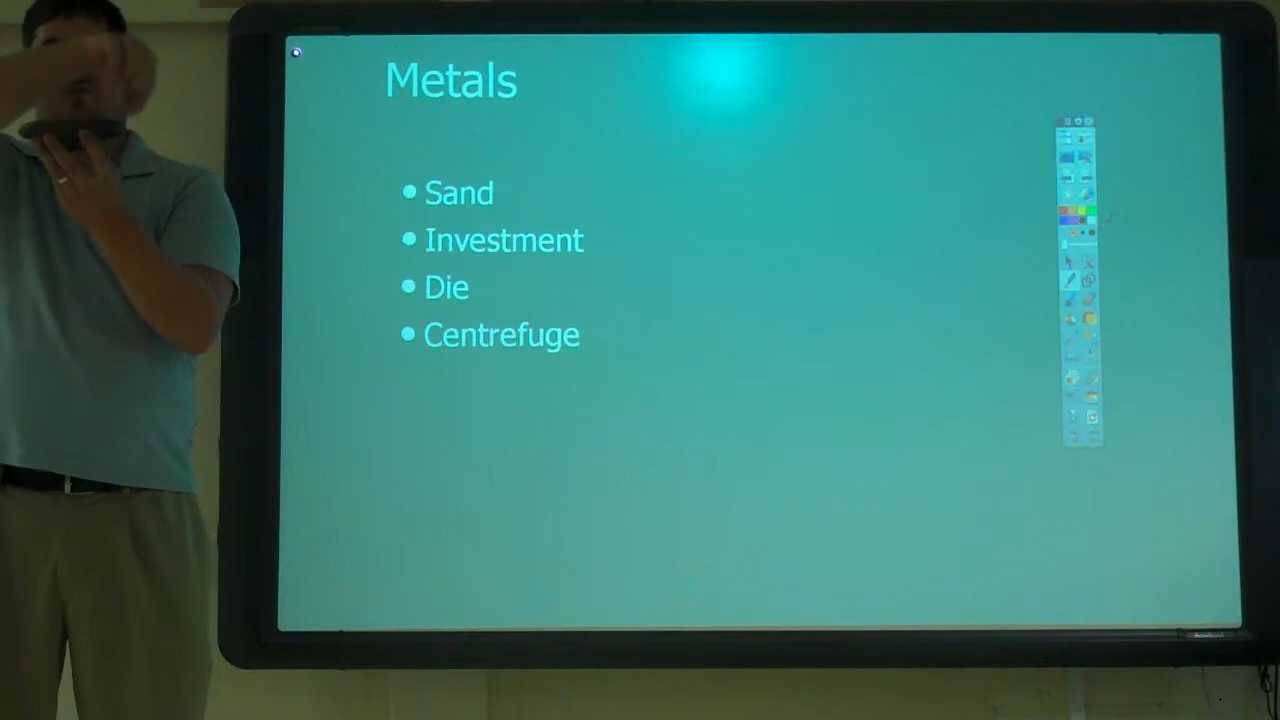 Metals
• Sand
• Investment
• Die
• Centrefuge